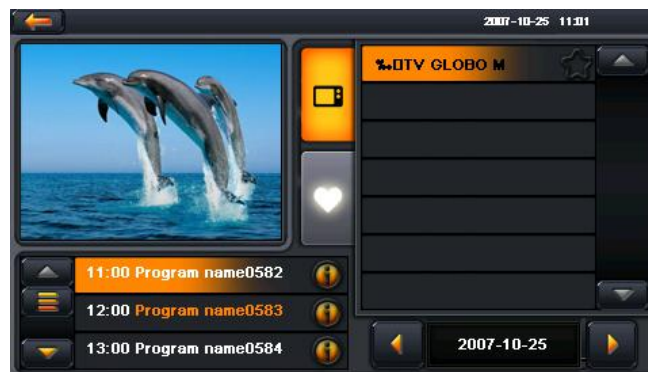 2007-10-25 11:01
‰□TV GLOBO M
11:00 Program name0582
12:00 Program name0583
13:00 Program name0584
2007-10-25